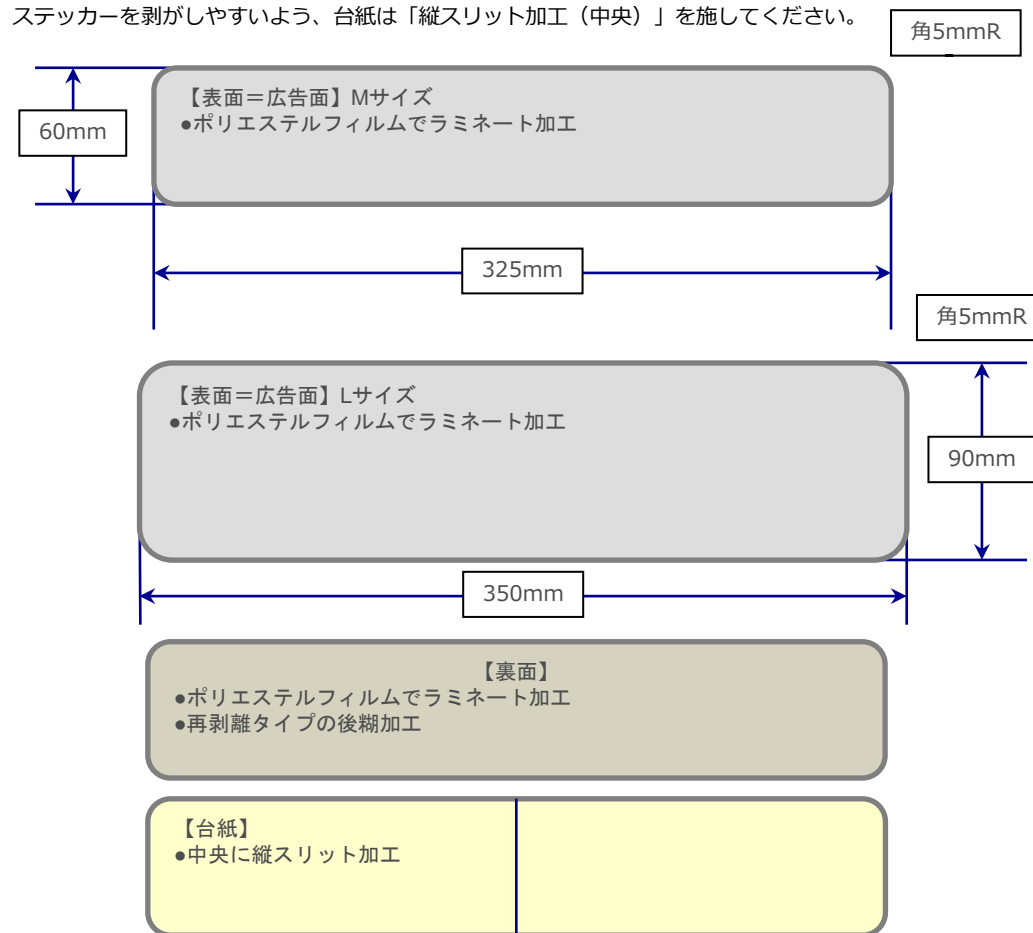 ステッカーを剥がしやすいよう、台紙は「縦スリット加工（中央）」を施してください。
角5mmR
【表面＝広告面】Mサイズ
●ポリエステルフィルムでラミネート加工
60mm
325mm
角5mmR
【表面＝広告面】Lサイズ
●ポリエステルフィルムでラミネート加工
90mm
350mm
【裏面】
●ポリエステルフィルムでラミネート加工
●再剥離タイプの後糊加工
【台紙】
●中央に縦スリット加工